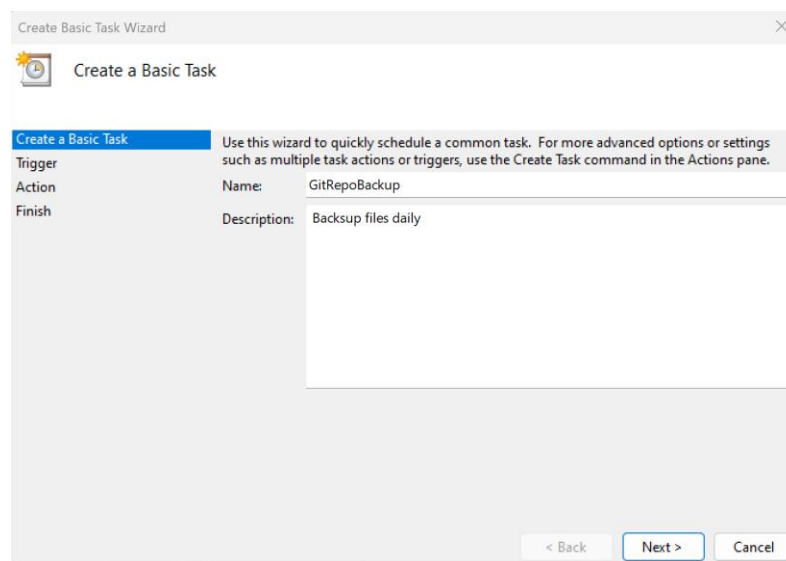 Create Basic Task Wizard
Create a Basic Task
Create a Basic Task
Trigger
Action
Finish
Use this wizard to quickly schedule a common task. For more advanced options or settings
such as multiple task actions or triggers, use the Create Task command in the Actions pane.
Name: GitRepoBackup
Description: Backsup files daily
< Back Next > Cancel